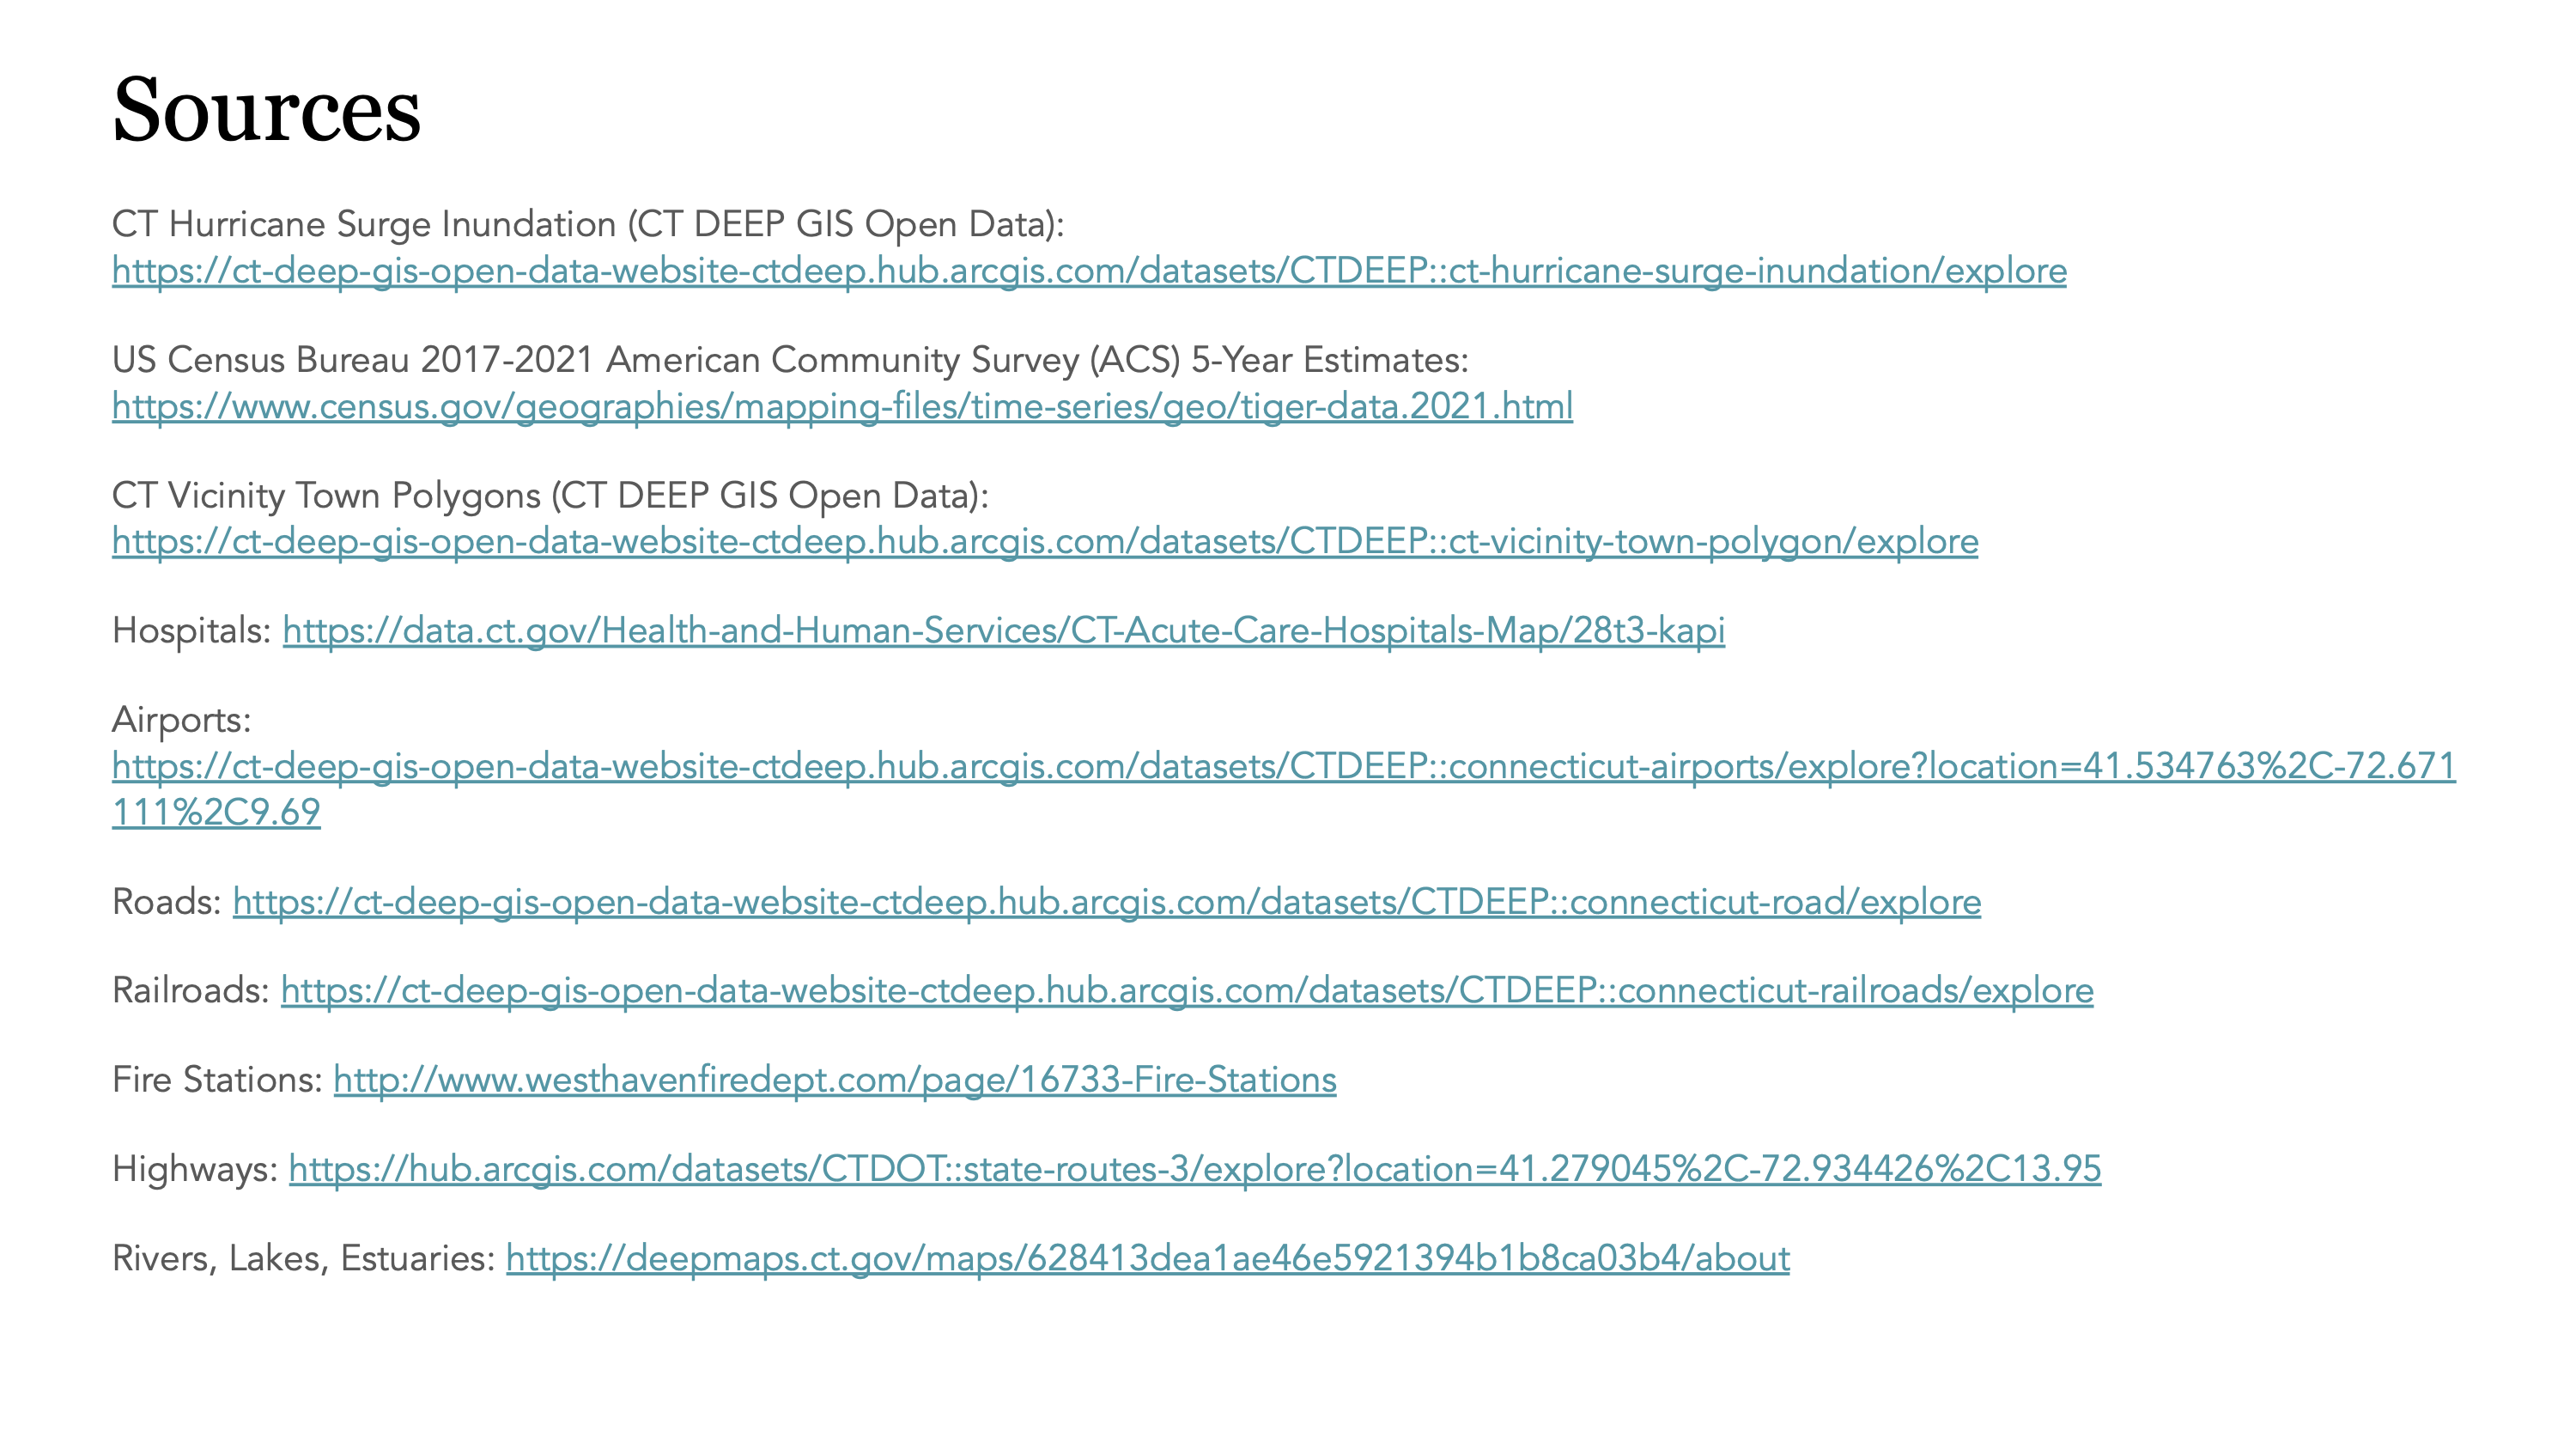 Sources
CT Hurricane Surge Inundation (CT DEEP GIS Open Data):
https://ct-deep-gis-open-data-website-ctdeep.hub.arcgis.com/datasets/CTDEEP::ct-hurricane-surge-inundation/explore
US Census Bureau 2017-2021 American Community Survey (ACS) 5-Year Estimates:
https://www.census.gov/geographies/mapping-files/time-series/geo/tiger-data.2021.html
CT Vicinity Town Polygons (CT DEEP GIS Open Data):
https://ct-deep-gis-open-data-website-ctdeep.hub.arcgis.com/datasets/CTDEEP::ct-vicinity-town-polygon/explore
Hospitals: https://data.ct.gov/Health-and-Human-Services/CT-Acute-Care-Hospitals-Map/28t3-kapi
Airports:
https://ct-deep-gis-open-data-website-ctdeep.hub.arcgis.com/datasets/CTDEEP::connecticut-airports/explore?location=41.534763%2C-72.671
111%2C9.69
Roads: https://ct-deep-gis-open-data-website-ctdeep.hub.arcgis.com/datasets/CTDEEP::connecticut-road/explore
Railroads: https://ct-deep-gis-open-data-website-ctdeep.hub.arcgis.com/datasets/CTDEEP::connecticut-railroads/explore
Fire Stations: http://www.westhavenfiredept.com/page/16733-Fire-Stations
Highways: https://hub.arcgis.com/datasets/CTDOT::state-routes-3/explore?location=41.279045%2C-72.934426%2C13.95
Rivers, Lakes, Estuaries: https://deepmaps.ct.gov/maps/628413dea1ae46e5921394b1b8ca03b4/about